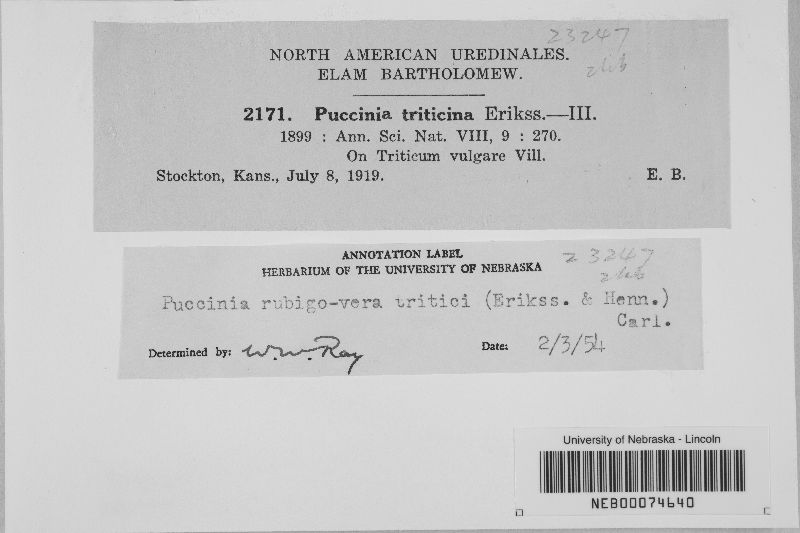 23247
NORTH AMERICAN UREDINALES.
ELAM BARTHOLOMEW.
2171. Puccinia triticina Erikss.—III.
1899 : Ann. Sci. Nat. VIII, 9 : 270.
On Triticum vulgare Vill.
Stockton, Kans., July 8, 1919. E. B.
ANNOTATION LABEL
23247
HERBARIUM OF THE UNIVERSITY OF NEBRASKA
Puccinia rubigo-vera tritici (Erikss. & Henn.)
Carl.
Determined by: W. W. Ray Date: 2/3/54
University of Nebraska - Lincoln
NEB00074640